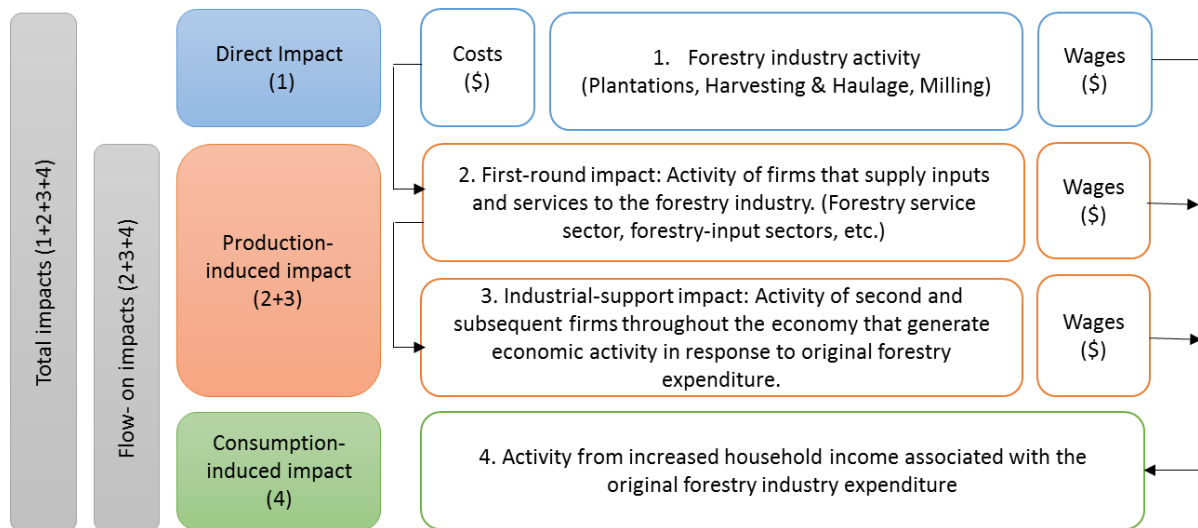 Total impacts (1+2+3+4)
Flow- on impacts (2+3+4)
Direct Impact
(1)
Costs
($)
1. Forestry industry activity
(Plantations, Harvesting & Haulage, Milling)
Wages
($)
Production-
induced impact
(2+3)
2. First-round impact: Activity of firms that supply inputs
and services to the forestry industry. (Forestry service
sector, forestry-input sectors, etc.)
Wages
($)
3. Industrial-support impact: Activity of second and
subsequent firms throughout the economy that generate
economic activity in response to original forestry
expenditure.
Wages
($)
Consumption-
induced impact
(4)
4. Activity from increased household income associated with the
original forestry industry expenditure